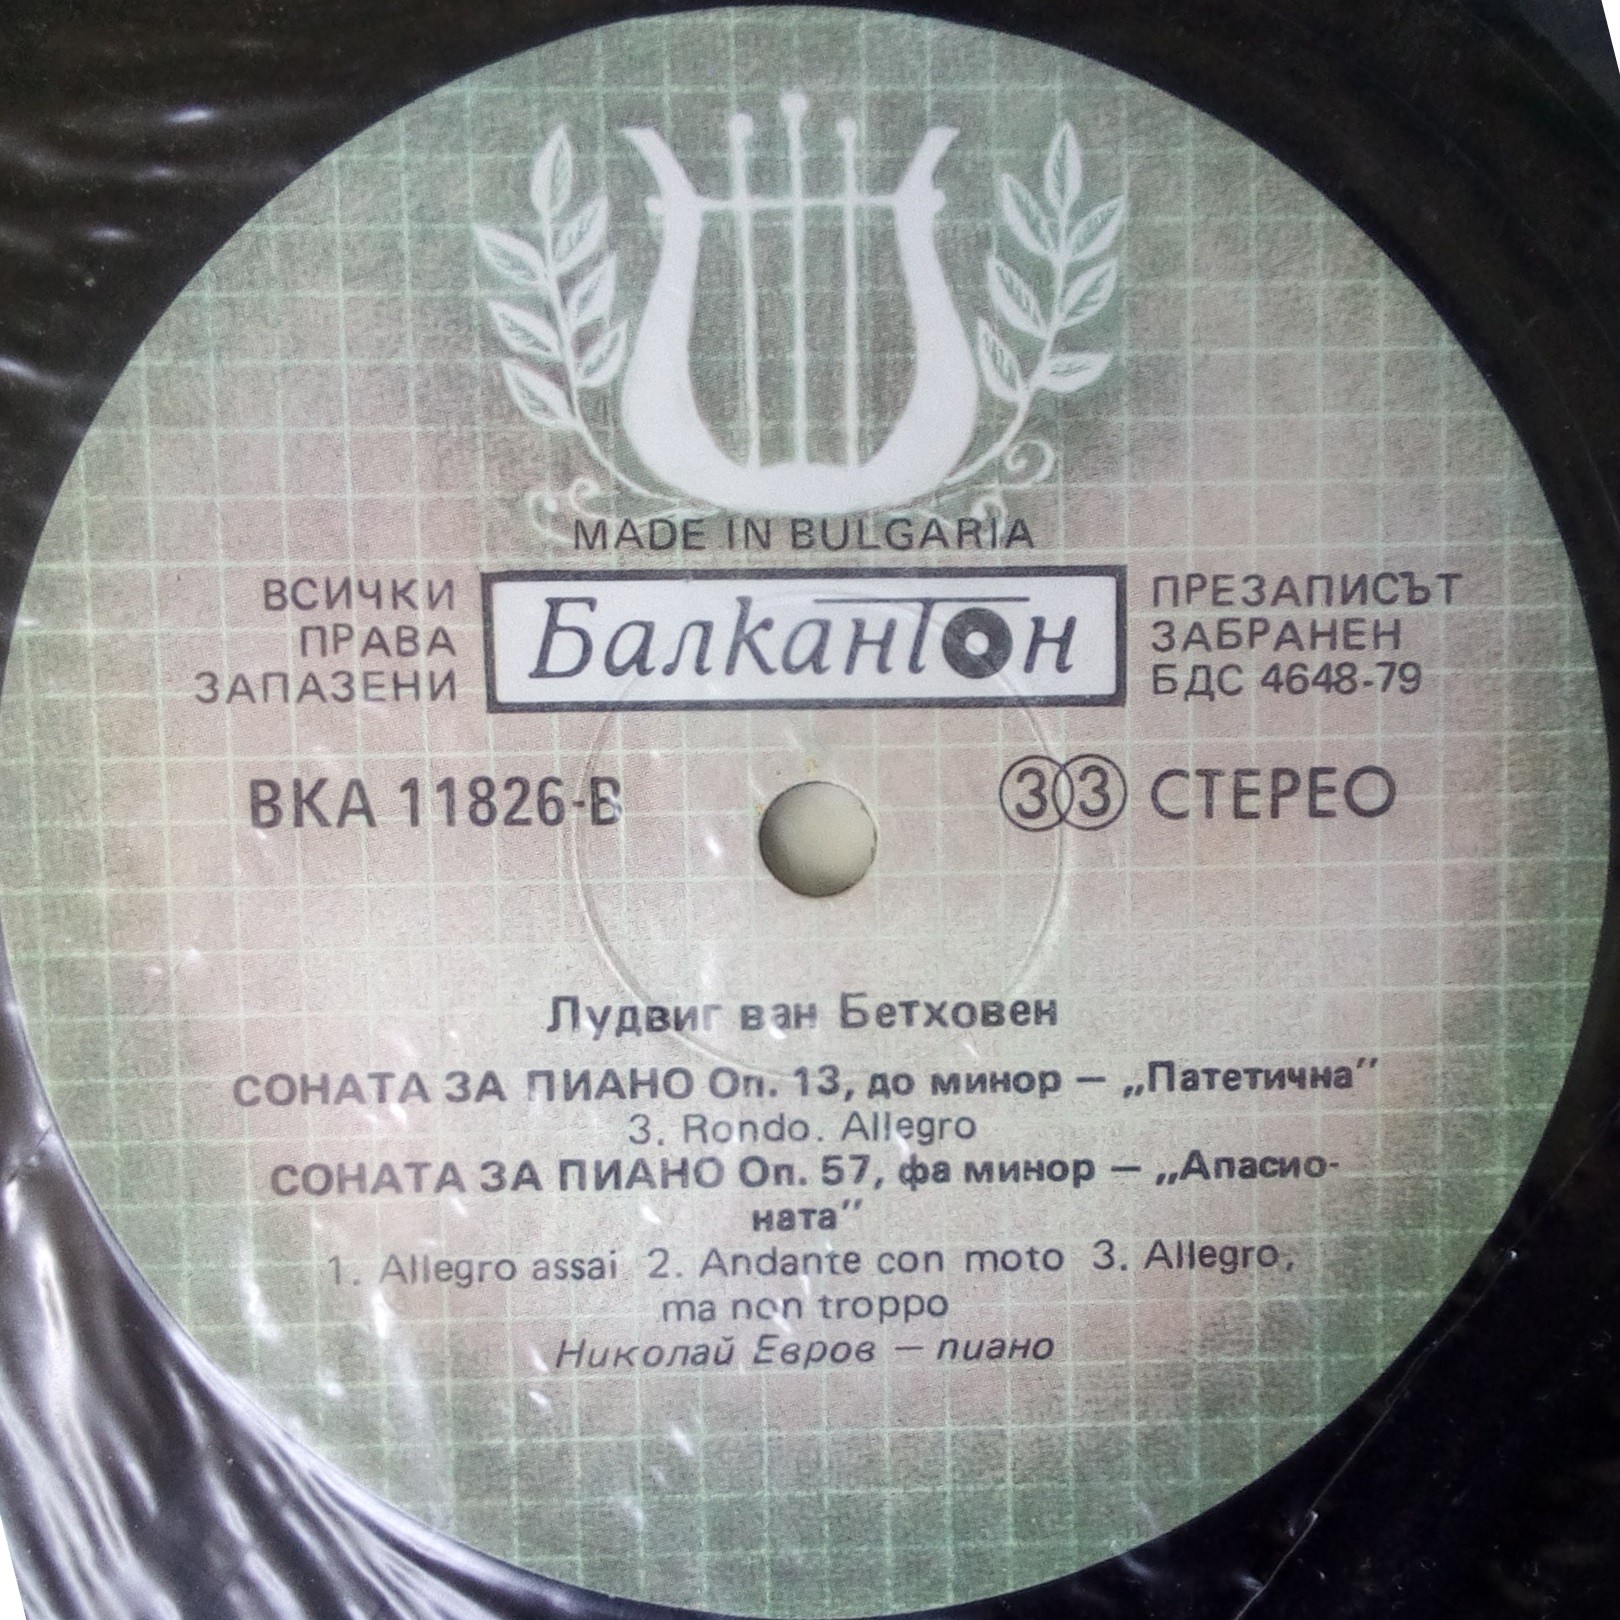 MADE IN BULGARIA
ВСИЧКИ
ПРАВА
ЗАПАЗЕНИ
Балкантон
ПРЕЗАПИСЪТ
ЗАБРАНЕН
БДС 4648-79
ВКА 11826-В
33 СТЕРЕО
Лудвиг ван Бетховен
СОНАТА ЗА ПИАНО Оп. 13, до минор — „Патетична”
3. Rondo. Allegro
СОНАТА ЗА ПИАНО Оп. 57, фа минор — „Апасио-
ната”
1. Allegro assai 2. Andante con moto 3. Allegro,
ma non troppo
Николай Евров — пиано